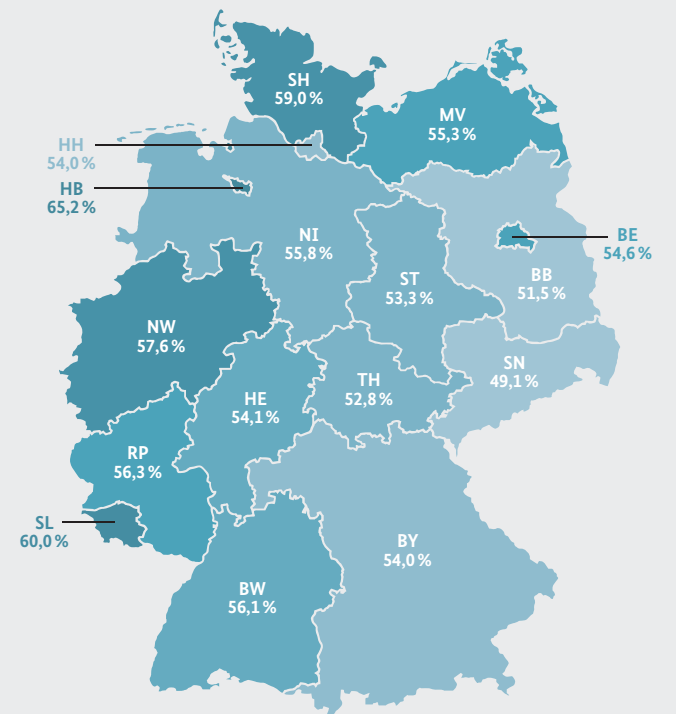 SH
59,0 %
MV
55,3 %
HH
54,0 %
HB
65,2 %
NI
55,8 %
BE
54,6 %
ST
53,3 %
BB
51,5 %
NW
57,6 %
SN
49,1 %
HE
54,1 %
TH
52,8 %
RP
56,3 %
SL
60,0 %
BY
54,0 %
BW
56,1 %